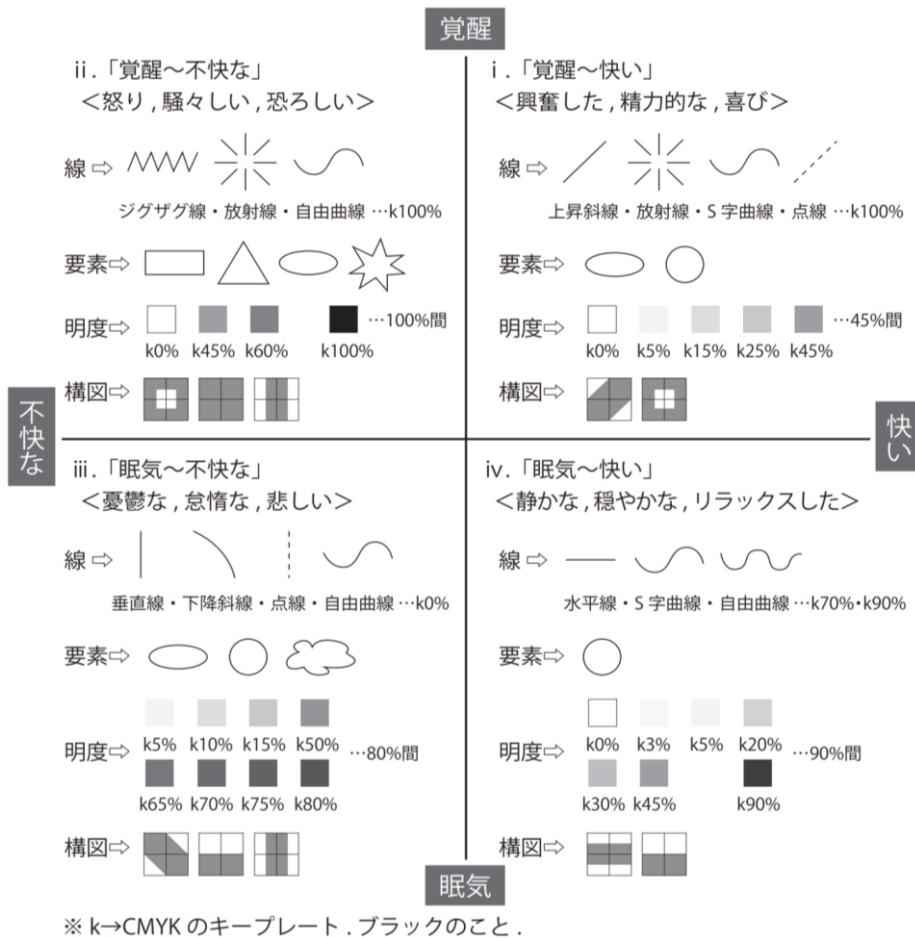 覚醒
ii.「覚醒～不快な」
＜怒り , 騒々しい , 恐ろしい＞
線⇨
ジグザグ線・放射線・自由曲線 …k100%
要素⇨
明度⇨
…100%間
k0% k45% k60% k100%
構図⇨
i.「覚醒～快い」
＜興奮した , 精力的な , 喜び＞
線⇨
上昇斜線・放射線・S 字曲線・点線 …k100%
要素⇨
明度⇨
…45%間
k0% k5% k15% k25% k45%
構図⇨
不快な
快い
iii.「眠気～不快な」
＜憂鬱な , 怠惰な , 悲しい＞
線⇨
垂直線・下降斜線・点線・自由曲線 …k0%
要素⇨
k5% k10% k15% k50%
明度⇨ …80%間
k65% k70% k75% k80%
構図⇨
iv.「眠気～快い」
＜静かな , 穏やかな , リラックスした＞
線⇨
水平線・S 字曲線・自由曲線 …k70%・k90%
要素⇨
k0% k3% k5% k20%
明度⇨ …90%間
k30% k45% k90%
構図⇨
眠気
※ k→CMYK のキープレート . ブラックのこと .